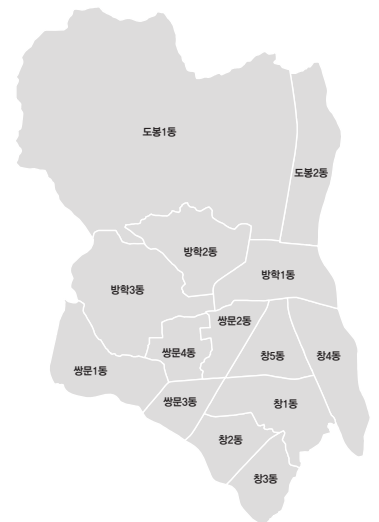 도봉1동
도봉2동
방학2동
방학1동
방학3동
쌍문2동
쌍문4동
창5동
창4동
쌍문1동
쌍문3동
창1동
창2동
창3동